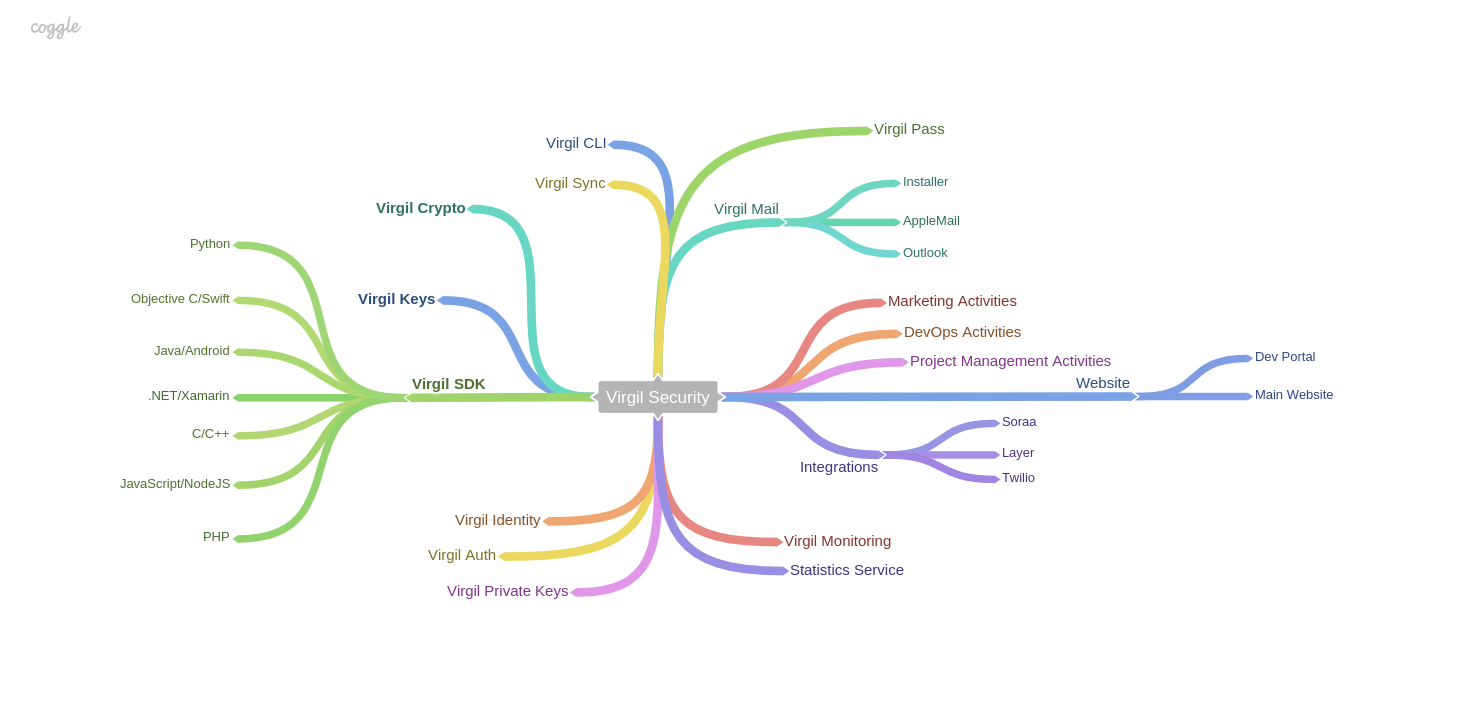 coggle
Virgil Pass
Virgil CLI
Virgil Sync
Installer
Virgil Mail
AppleMail
Outlook
Virgil Crypto
Python
Virgil Keys
Objective C/Swift
Java/Android
.NET/Xamarin
C/C++
JavaScript/NodeJS
PHP
Virgil SDK
Virgil Security
Marketing Activities
DevOps Activities
Project Management Activities
Website
Dev Portal
Main Website
Integrations
Soraa
Layer
Twilio
Virgil Identity
Virgil Auth
Virgil Private Keys
Virgil Monitoring
Statistics Service